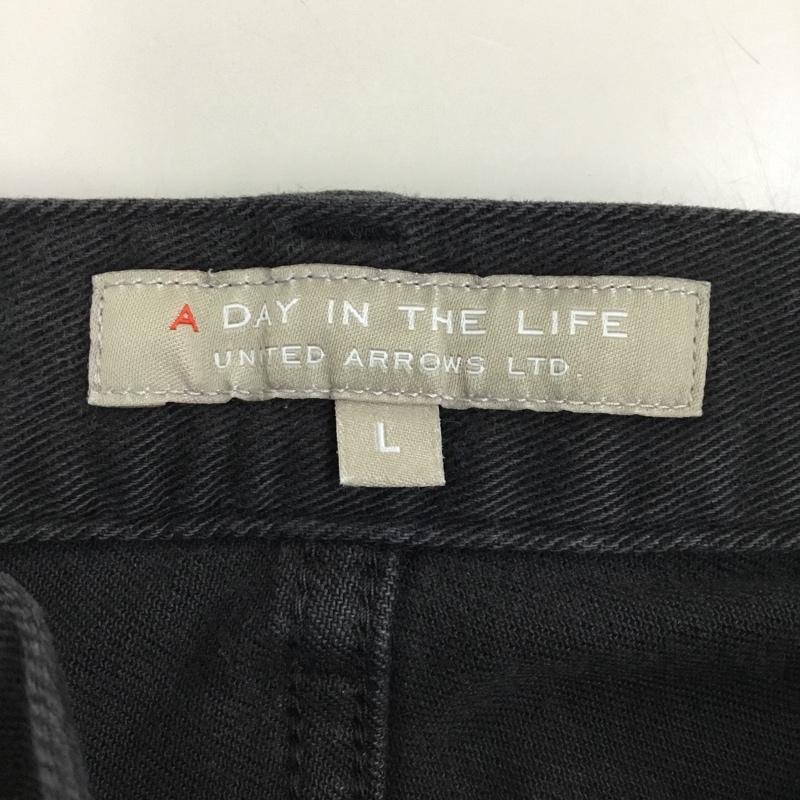 A DAY IN THE LIFE
UNITED ARROWS LTD.
L